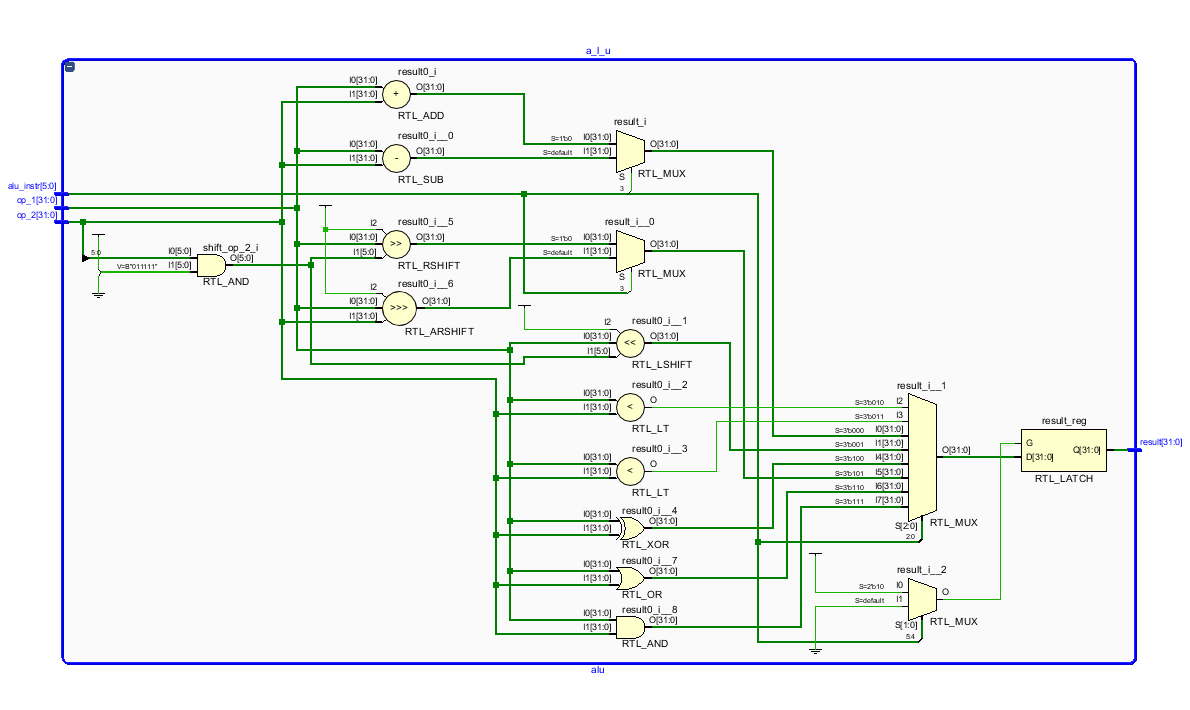 a_l_u
result0_i
I0[31:0]
I1[31:0]
+
O[31:0]
RTL_ADD
result0_i__0
I0[31:0]
I1[31:0]
-
O[31:0]
RTL_SUB
result_i
S=1'b0 I0[31:0]
S=default I1[31:0]
O[31:0]
S
3
RTL_MUX
alu_instr[5:0]
op_1[31:0]
op_2[31:0]
5:0
V=B"011111"
shift_op_2_i
I0[5:0]
I1[5:0]
O[5:0]
RTL_AND
result0_i__5
I2
I0[31:0]
I1[5:0]
>>
O[31:0]
RTL_RSHIFT
result0_i__6
I2
I0[31:0]
I1[31:0]
>>>
O[31:0]
RTL_ARSHIFT
result_i__0
S=1'b0 I0[31:0]
S=default I1[31:0]
O[31:0]
S
3
RTL_MUX
result0_i__1
I2
I0[31:0]
I1[5:0]
<<
O[31:0]
RTL_LSHIFT
result0_i__2
I0[31:0]
I1[31:0]
<
O
RTL_LT
result0_i__3
I0[31:0]
I1[31:0]
<
O
RTL_LT
result0_i__4
I0[31:0]
I1[31:0]
O[31:0]
RTL_XOR
result0_i__7
I0[31:0]
I1[31:0]
O[31:0]
RTL_OR
result0_i__8
I0[31:0]
I1[31:0]
O[31:0]
RTL_AND
result_i__1
S=3'b010 I2
S=3'b011 I3
S=3'b000 I0[31:0]
S=3'b001 I1[31:0]
S=3'b100 I4[31:0]
S=3'b101 I5[31:0]
S=3'b110 I6[31:0]
S=3'b111 I7[31:0]
O[31:0]
S[2:0]
2:0
RTL_MUX
result_i__2
S=2'b10 I0
S=default I1
O
S[1:0]
5:4
RTL_MUX
result_reg
G
D[31:0]
Q[31:0]
RTL_LATCH
result[31:0]
alu